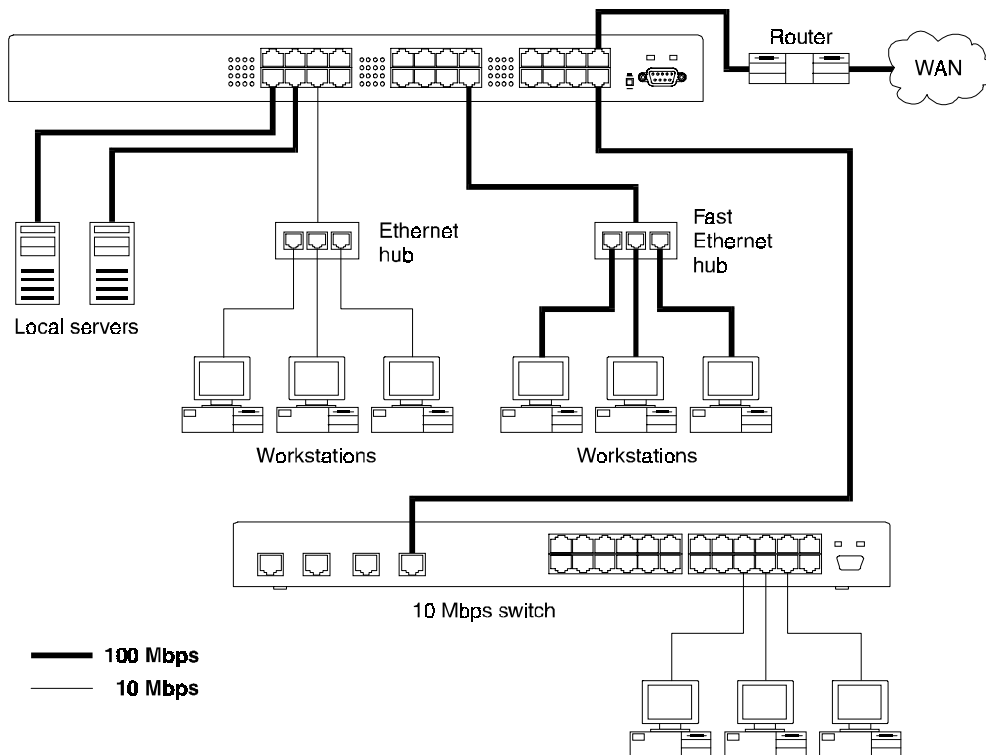 Router
WAN
Ethernet
hub
Fast
Ethernet
hub
Local servers
Workstations
Workstations
10 Mbps switch
100 Mbps
10 Mbps